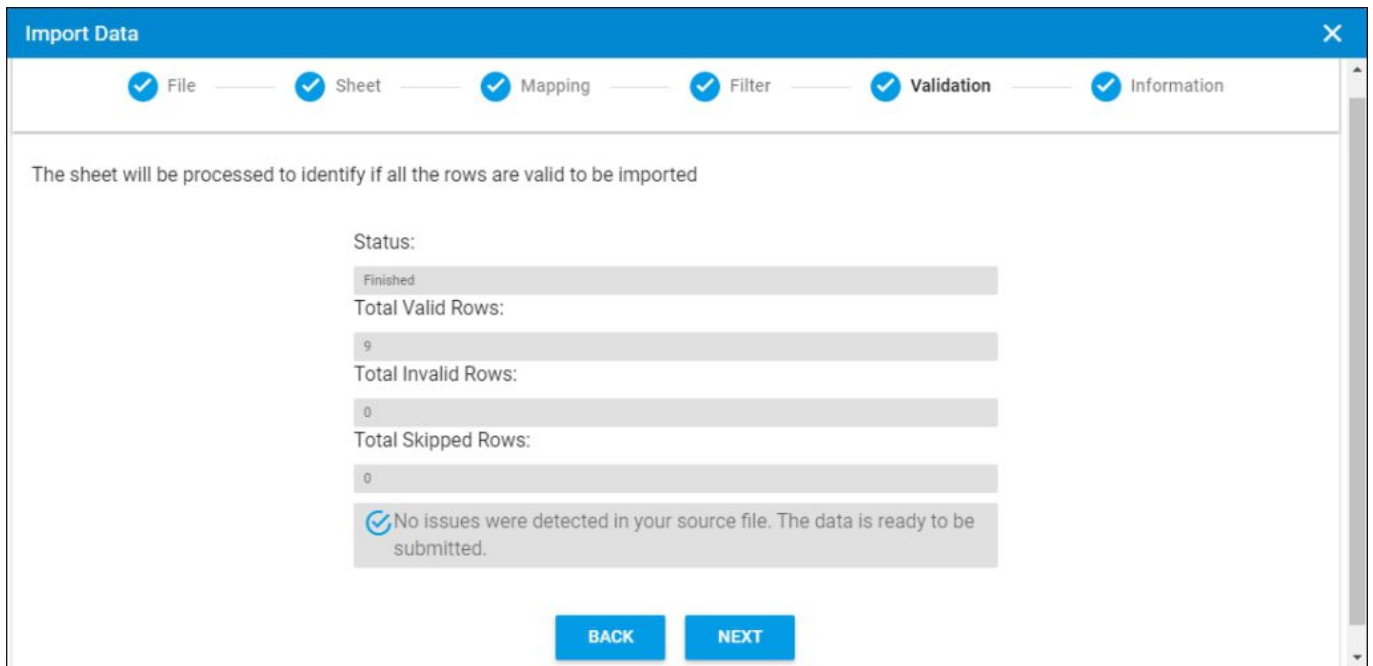 Import Data
File Sheet Mapping Filter Validation Information
The sheet will be processed to identify if all the rows are valid to be imported
Status:
Finished
Total Valid Rows:
9
Total Invalid Rows:
0
Total Skipped Rows:
0
No issues were detected in your source file. The data is ready to be
submitted.
BACK NEXT